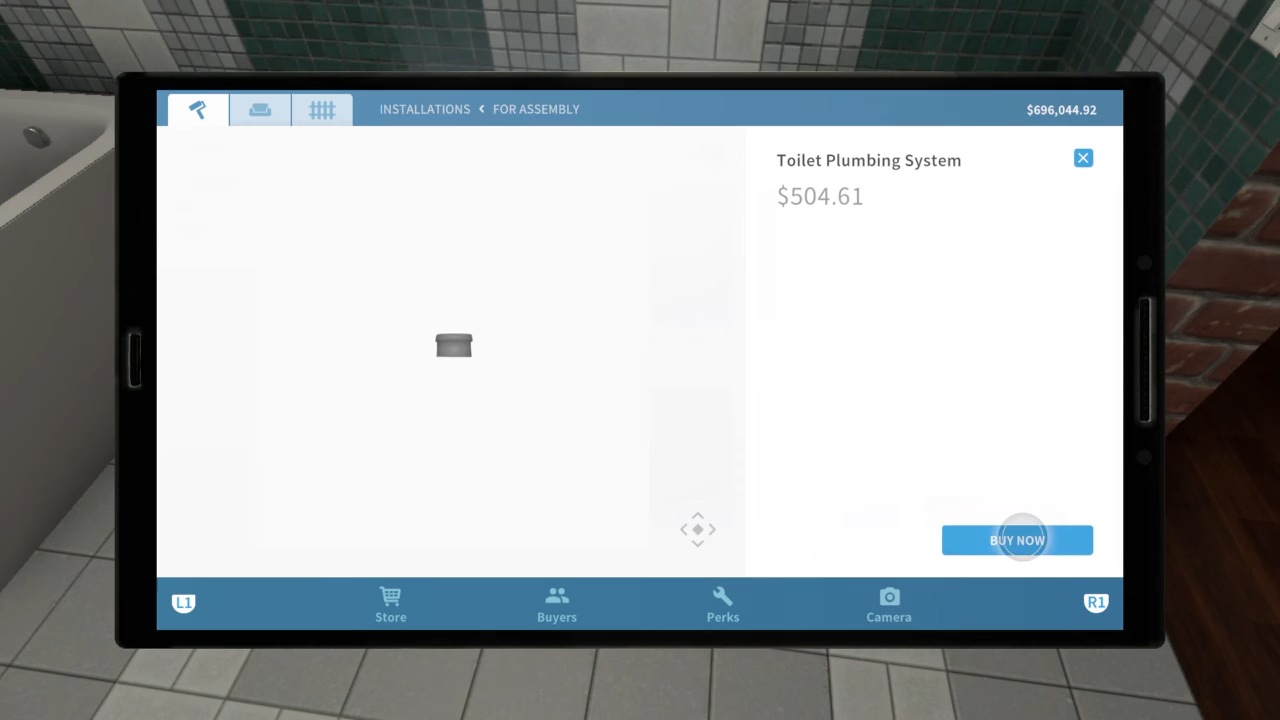 INSTALLATIONS < FOR ASSEMBLY
$696,044.92
Toilet Plumbing System
$504.61
BUY NOW
L1
Store
Buyers
Perks
Camera
R1